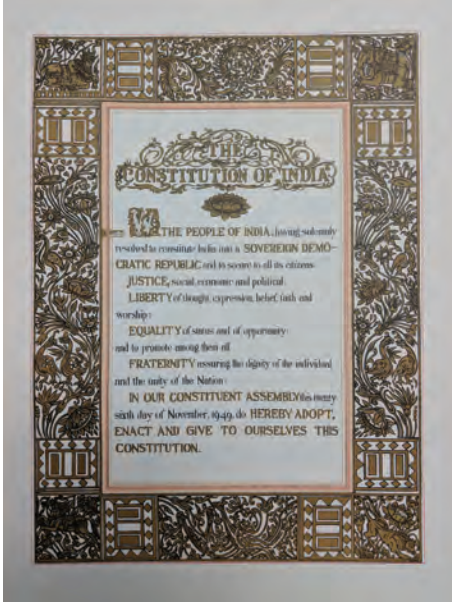 THE
CONSTITUTION OF INDIA
WE, THE PEOPLE OF INDIA, having solemnly
resolved to constitute India into a SOVEREIGN DEMO-
CRATIC REPUBLIC and to secure to all its citizens:
JUSTICE, social, economic and political;
LIBERTY of thought, expression, belief, faith and
worship;
EQUALITY of status and of opportunity;
and to promote among them all
FRATERNITY assuring the dignity of the individual
and the unity of the Nation;
IN OUR CONSTITUENT ASSEMBLY this twenty
sixth day of November, 1949, do HEREBY ADOPT,
ENACT AND GIVE TO OURSELVES THIS
CONSTITUTION.